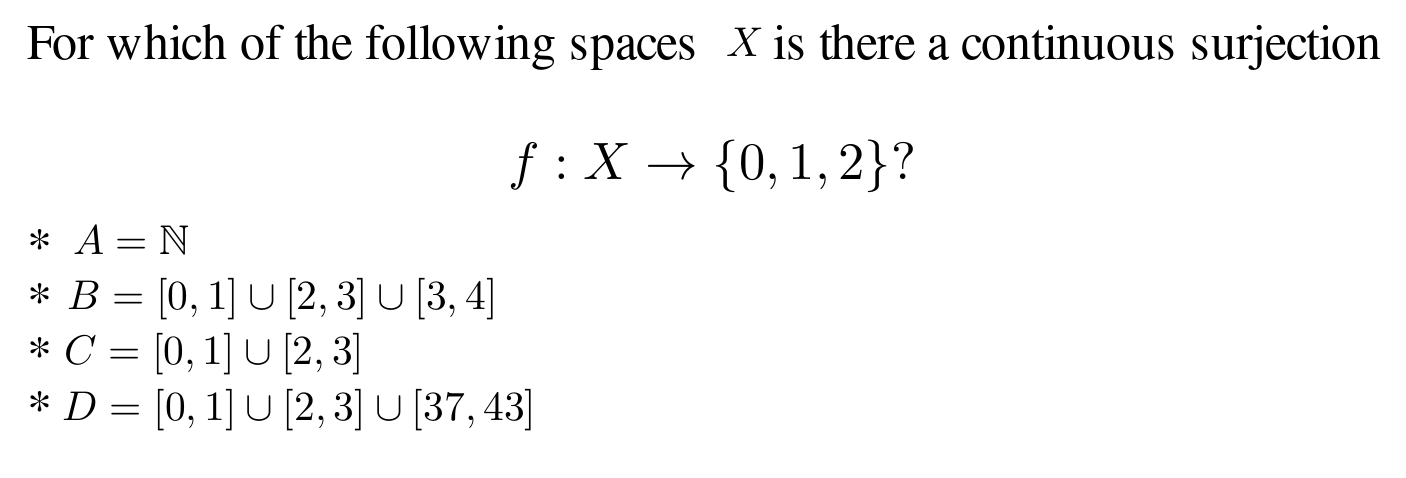 For which of the following spaces X is there a continuous surjection
f : X → {0, 1, 2}?
* A = ℕ
* B = [0, 1] ∪ [2, 3] ∪ [3, 4]
* C = [0, 1] ∪ [2, 3]
* D = [0, 1] ∪ [2, 3] ∪ [37, 43]